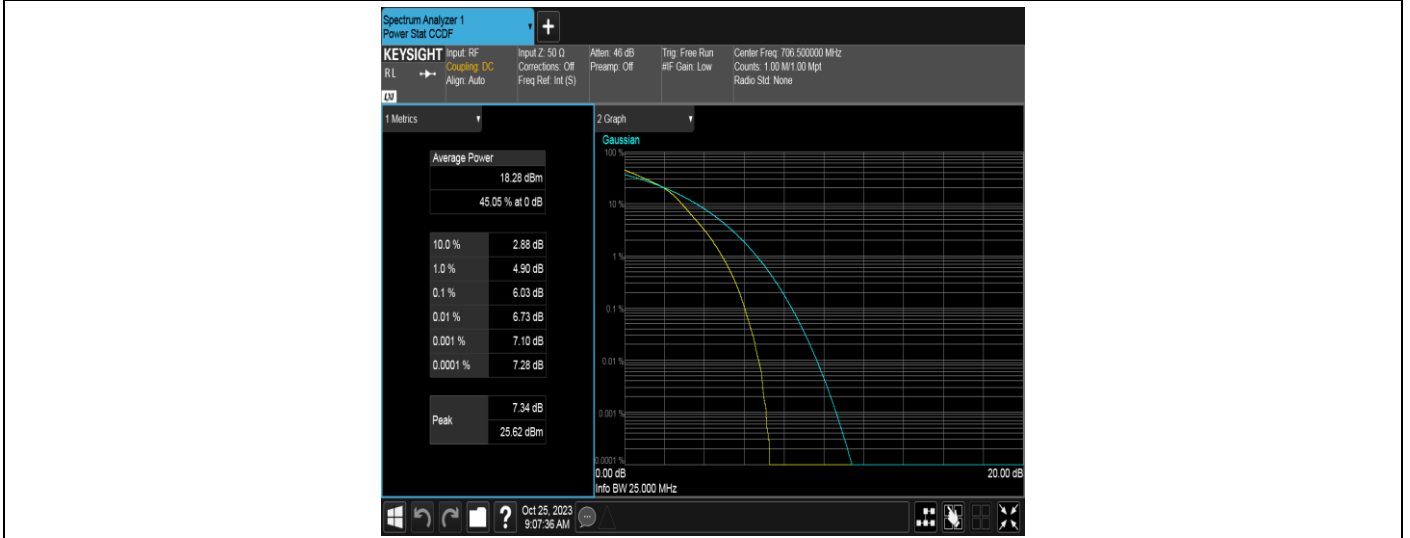 Spectrum Analyzer 1
Power Stat CCDF
+
KEYSIGHT Input: RF Input Z: 50 Ω Atten: 46 dB Trig: Free Run Center Freq: 706.500000 MHz
RL Coupling: DC Corrections: Off Preamp: Off #IF Gain: Low Counts: 1.00 M/1.00 Mpt
Align: Auto Freq Ref: Int (S) Radio Std: None
LXI
1 Metrics
Average Power
18.28 dBm
45.05 % at 0 dB
10.0 % 2.88 dB
1.0 % 4.90 dB
0.1 % 6.03 dB
0.01 % 6.73 dB
0.001 % 7.10 dB
0.0001 % 7.28 dB
Peak 7.34 dB
25.62 dBm
2 Graph
Gaussian
100 %
10 %
1 %
0.1 %
0.01 %
0.001 %
0.0001 %
0.00 dB 20.00 dB
Info BW 25.000 MHz
? Oct 25, 2023
9:07:36 AM